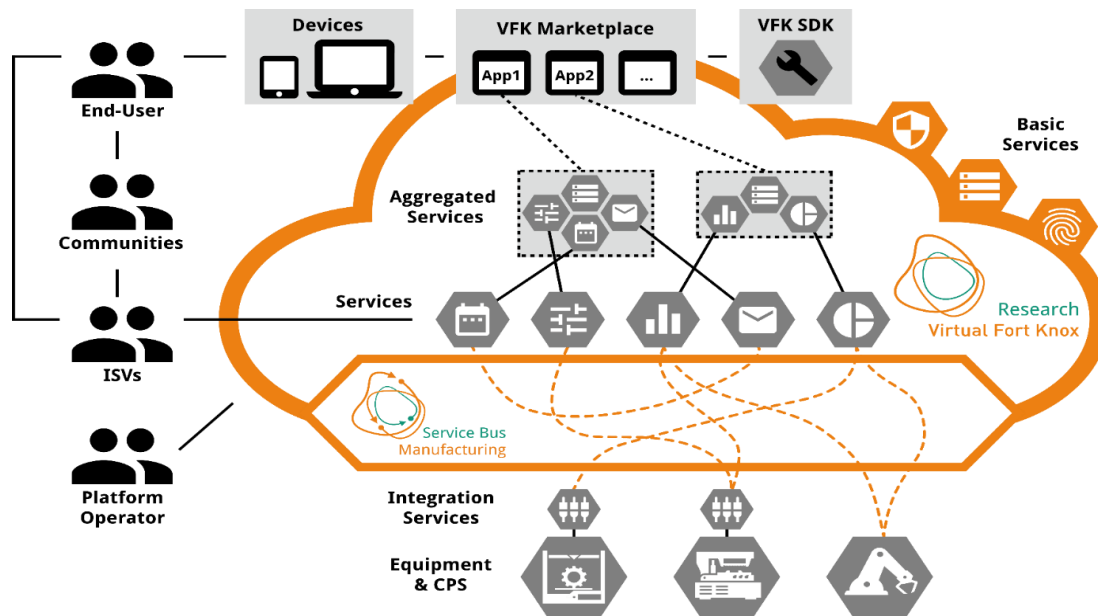 Devices
VFK Marketplace
VFK SDK
App1
App2
...
End-User
Basic
Services
Aggregated
Services
Communities
Services
Research
Virtual Fort Knox
ISVs
Service Bus
Manufacturing
Platform
Operator
Integration
Services
Equipment
& CPS